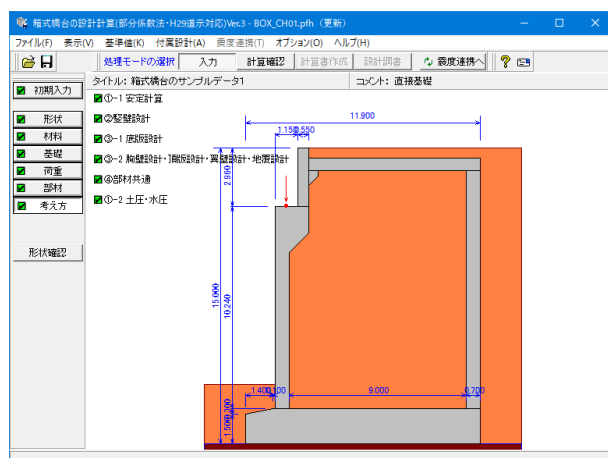 箱式橋台の設計計算(部分係数法・H29道示対応)Ver.3 - BOX_CH01.pfh（更新）
ファイル(F) 表示(V) 基準値(K) 付属設計(A) 震度連携(T) オプション(O) ヘルプ(H)
処理モードの選択 入力 計算確認 計算書作成 設計調書 震度連携へ
タイトル: 箱式橋台のサンプルデータ1 コメント: 直接基礎
初期入力
形状
材料
基礎
荷重
部材
考え方
形状確認
①-1 安定計算
②竪壁設計
③-1 底版設計
③-2 胸壁設計・頂版設計・翼壁設計・地覆設計
④部材共通
①-2 土圧・水圧
11.900
1.150
0.550
2.960
15.000
10.240
1.400
0.100
9.000
0.700
0.300
1.500